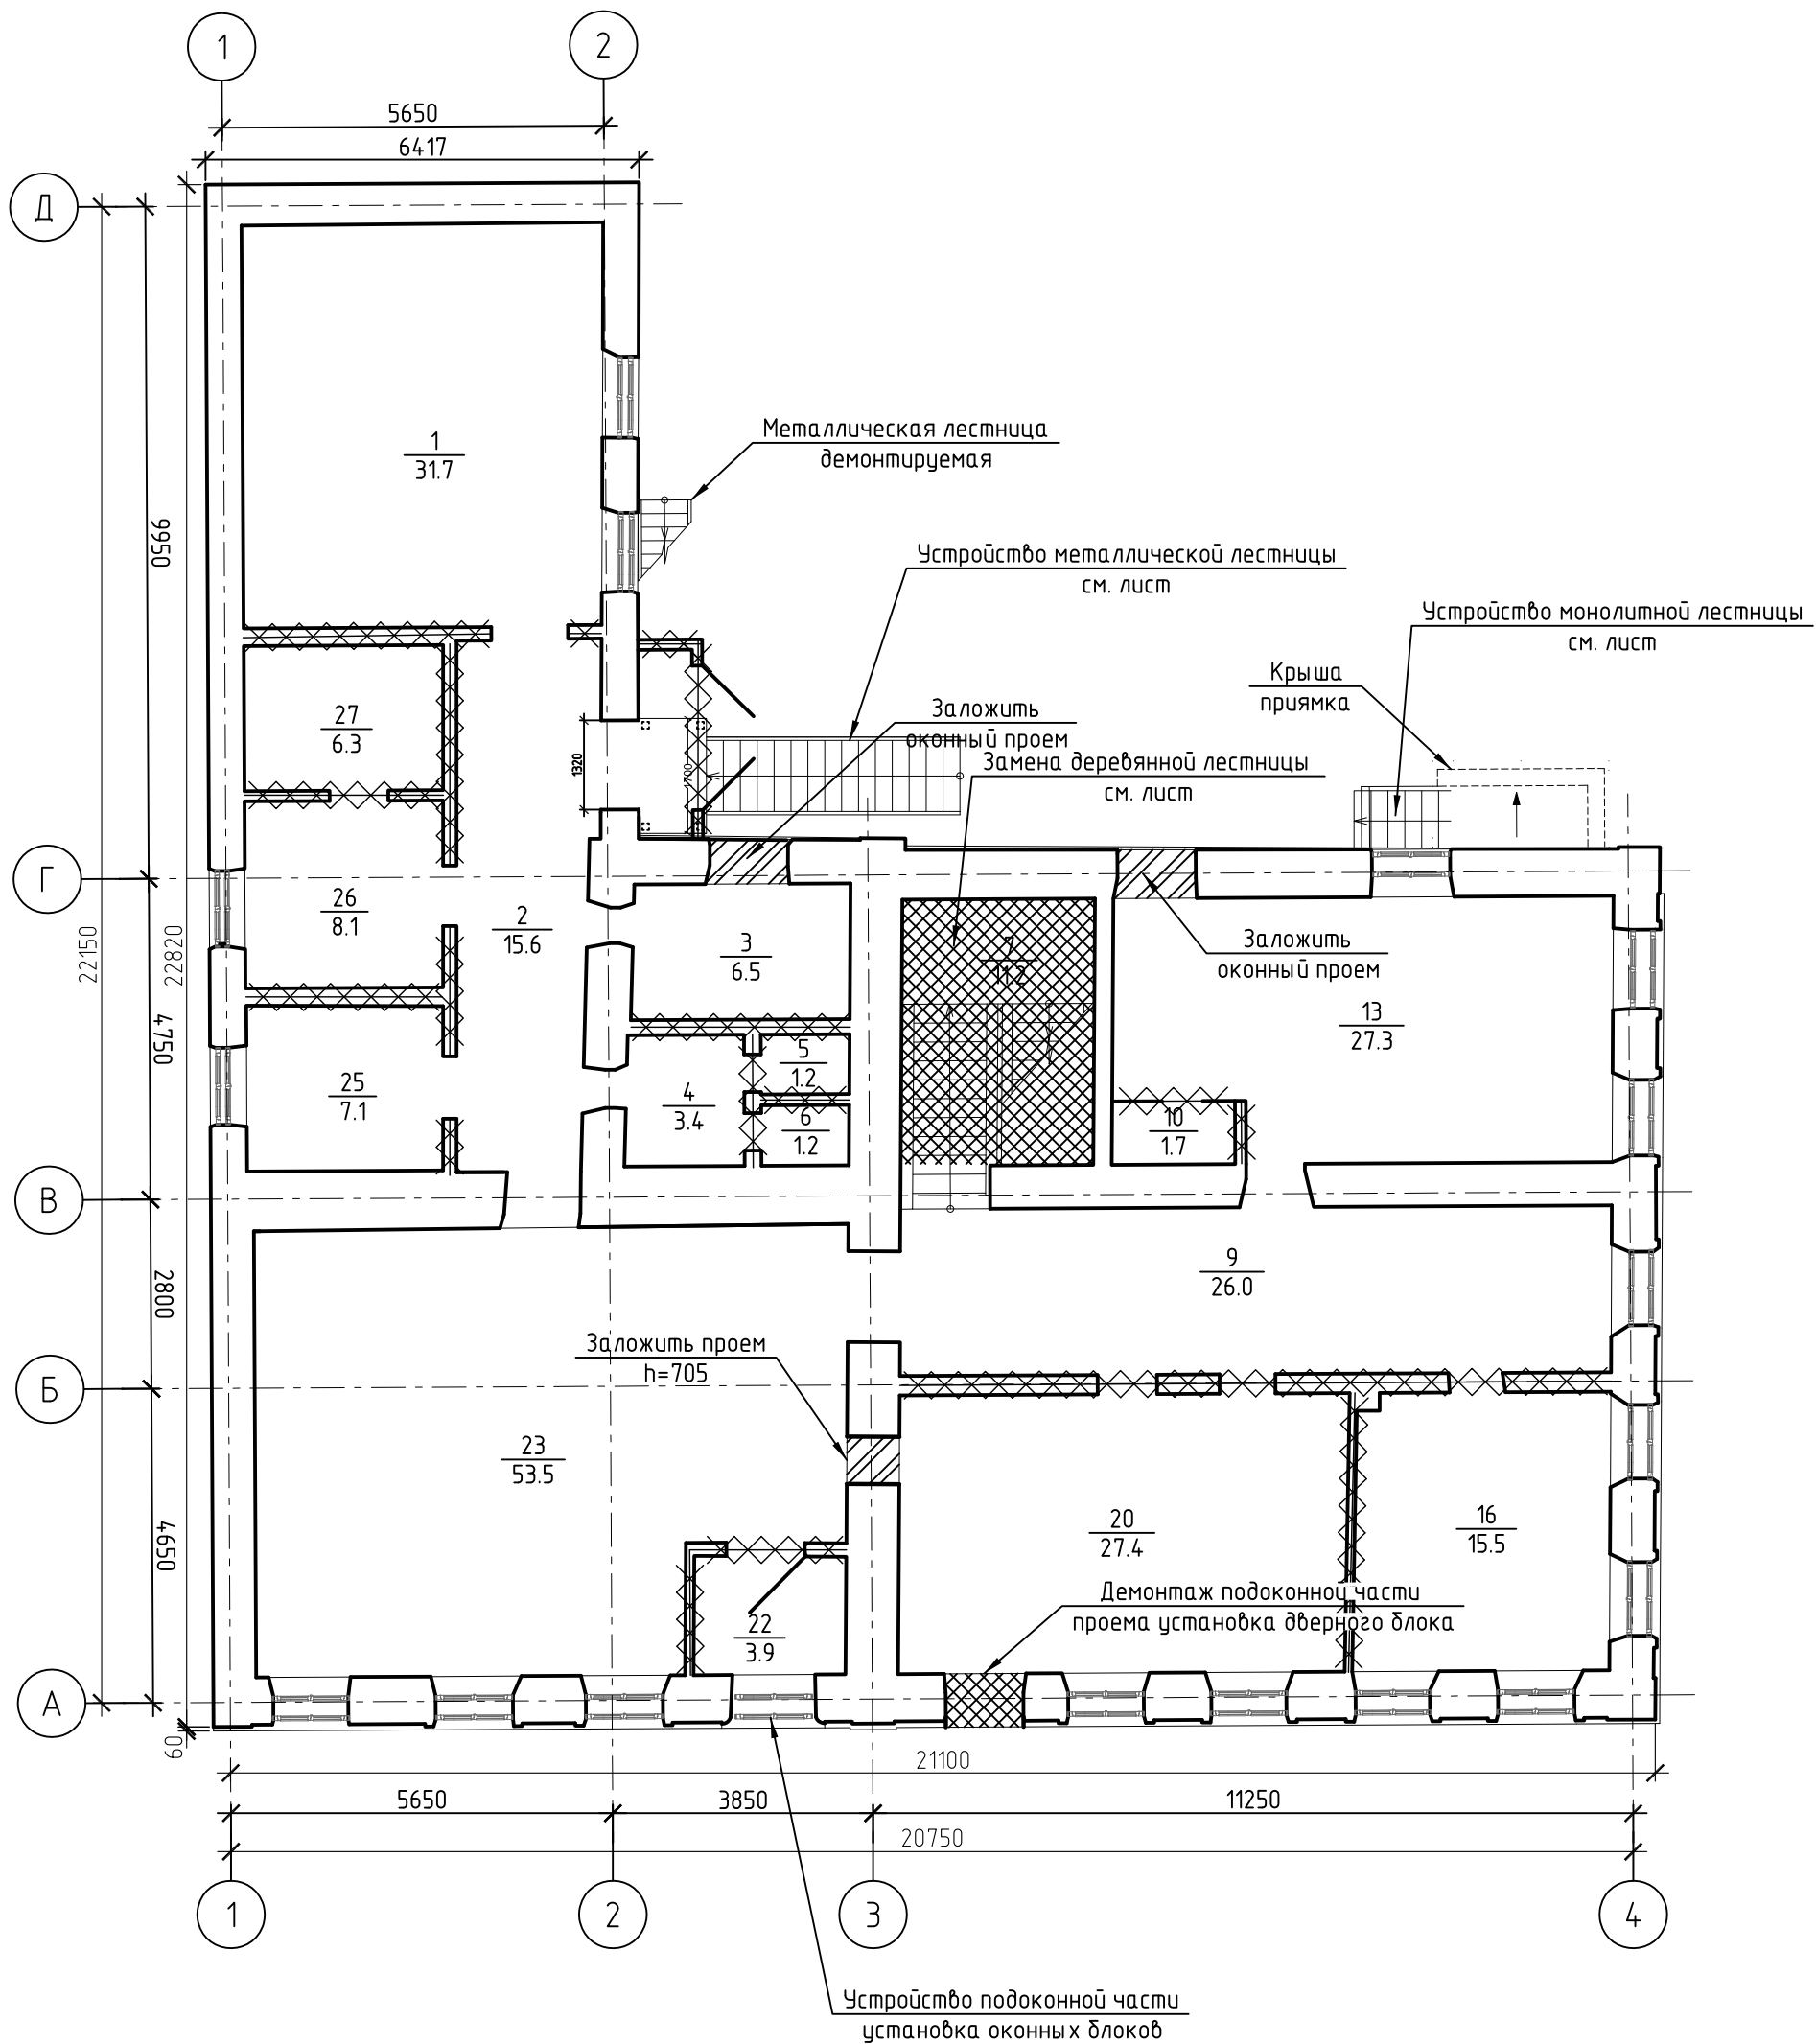 1
2
5650
6417
Д
1
31.7
Металлическая лестница
демонтируемая
9950
Устройство металлической лестницы
см. лист
Устройство монолитной лестницы
см. лист
Крыша
приямка
Заложить
оконный проем
Замена деревянной лестницы
см. лист
27
6.3
1320
1700
Г
26
8.1
2
15.6
3
6.5
7
11.2
Заложить
оконный проем
22150
22820
4750
13
27.3
25
7.1
4
3.4
5
1.2
6
1.2
10
1.7
В
9
26.0
2800
Заложить проем
h=705
Б
23
53.5
4650
20
27.4
16
15.5
Демонтаж подоконной части
проема установка дверного блока
22
3.9
А
60
21100
5650
3850
11250
20750
1
2
3
4
Устройство подоконной части
установка оконных блоков